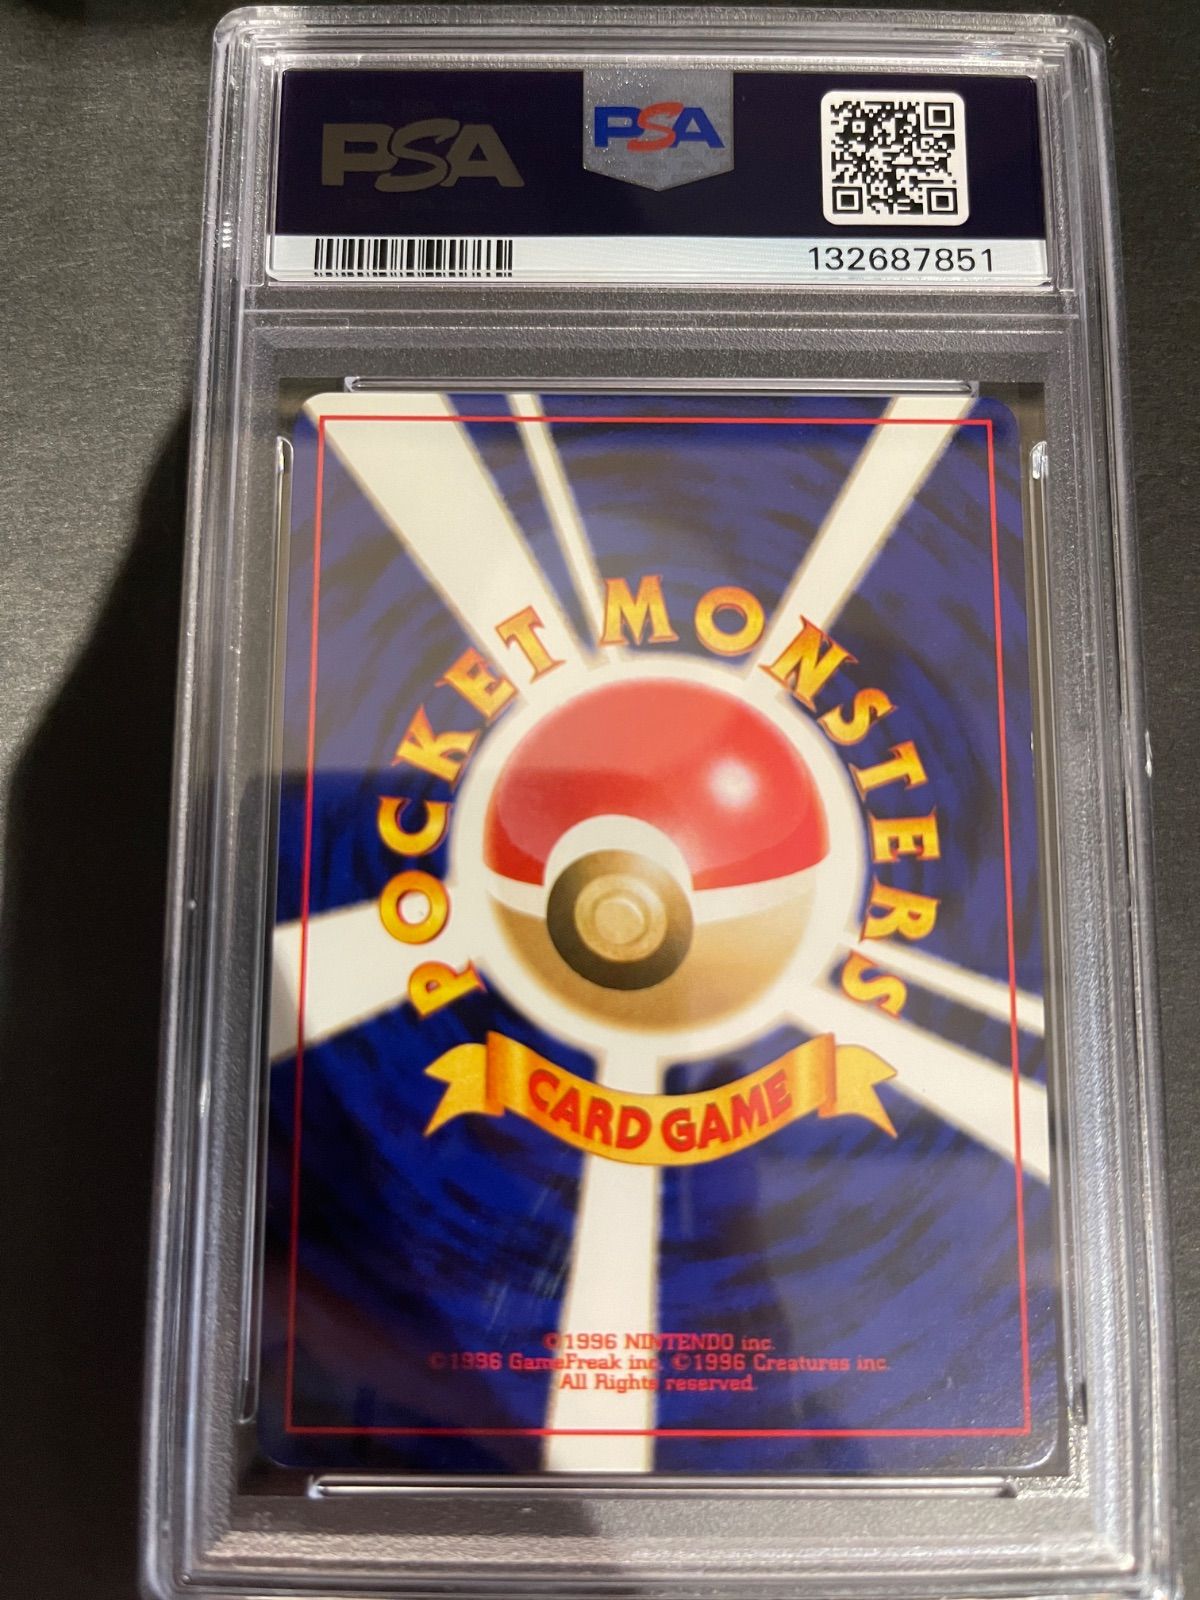 PSA
PSA
132687851
POCKET MONSTERS
CARD GAME
©1996 NINTENDO inc.
©1996 GameFreak inc. ©1996 Creatures inc.
All Rights reserved.